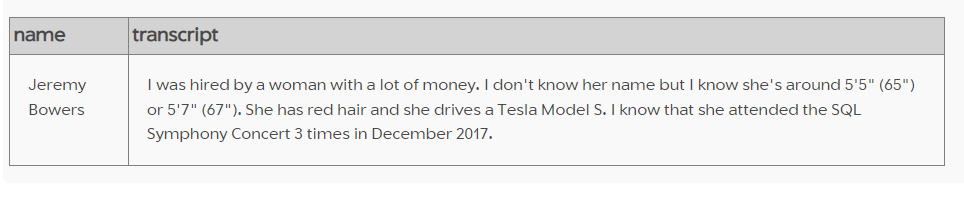 name transcript
Jeremy Bowers
I was hired by a woman with a lot of money. I don't know her name but I know she's around 5'5" (65")
or 5'7" (67"). She has red hair and she drives a Tesla Model S. I know that she attended the SQL
Symphony Concert 3 times in December 2017.